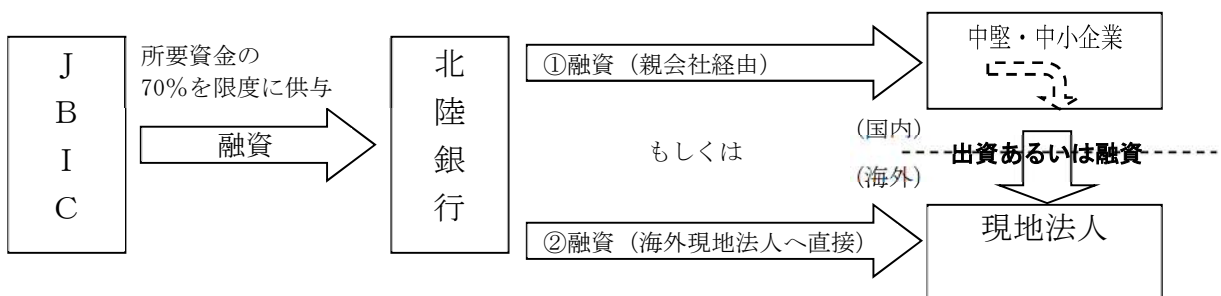 JBIC
所要資金の
70%を限度に供与
融資
北陸銀行
①融資（親会社経由）
もしくは
②融資（海外現地法人へ直接）
中堅・中小企業
（国内）
出資あるいは融資
（海外）
現地法人